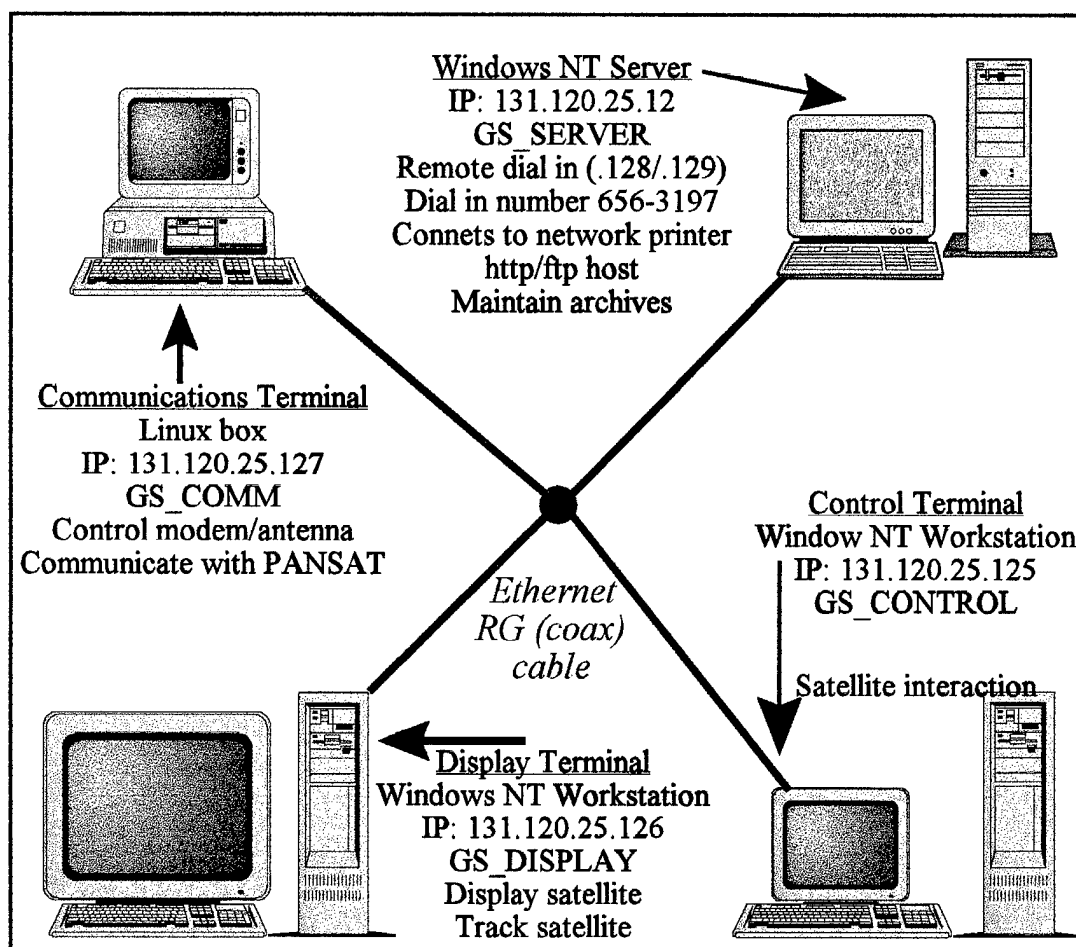 Windows NT Server
IP: 131.120.25.12
GS_SERVER
Remote dial in (.128/.129)
Dial in number 656-3197
Connets to network printer
http/ftp host
Maintain archives
Communications Terminal
Linux box
IP: 131.120.25.127
GS_COMM
Control modem/antenna
Communicate with PANSAT
Control Terminal
Window NT Workstation
IP: 131.120.25.125
GS_CONTROL
Satellite interaction
Ethernet
RG (coax)
cable
Display Terminal
Windows NT Workstation
IP: 131.120.25.126
GS_DISPLAY
Display satellite
Track satellite